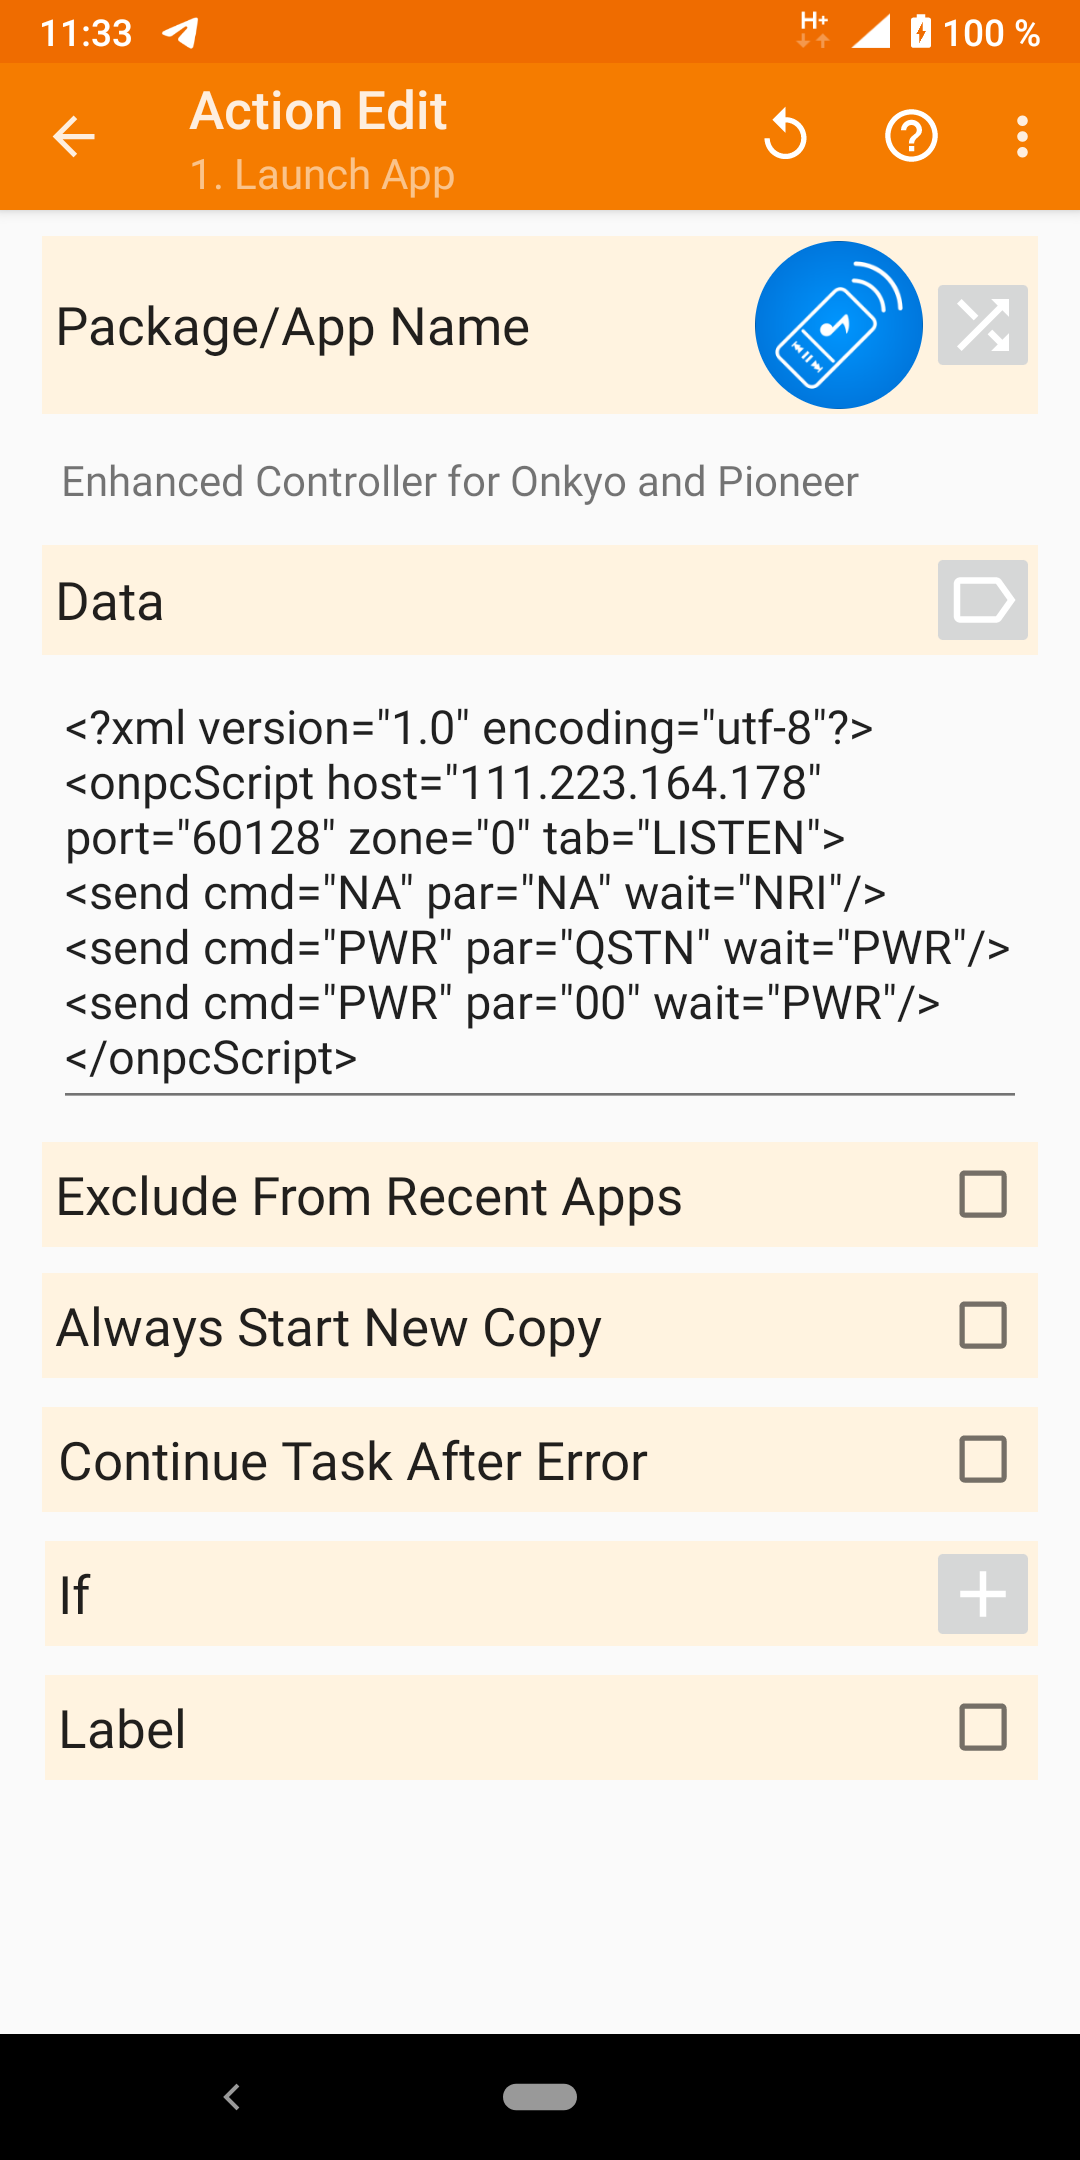 11:33
H+
100 %
Action Edit
1. Launch App
Package/App Name
Enhanced Controller for Onkyo and Pioneer
Data
<?xml version="1.0" encoding="utf-8"?>
<onpcScript host="111.223.164.178"
port="60128" zone="0" tab="LISTEN">
<send cmd="NA" par="NA" wait="NRI"/>
<send cmd="PWR" par="QSTN" wait="PWR"/>
<send cmd="PWR" par="00" wait="PWR"/>
</onpcScript>
Exclude From Recent Apps
Always Start New Copy
Continue Task After Error
If
Label